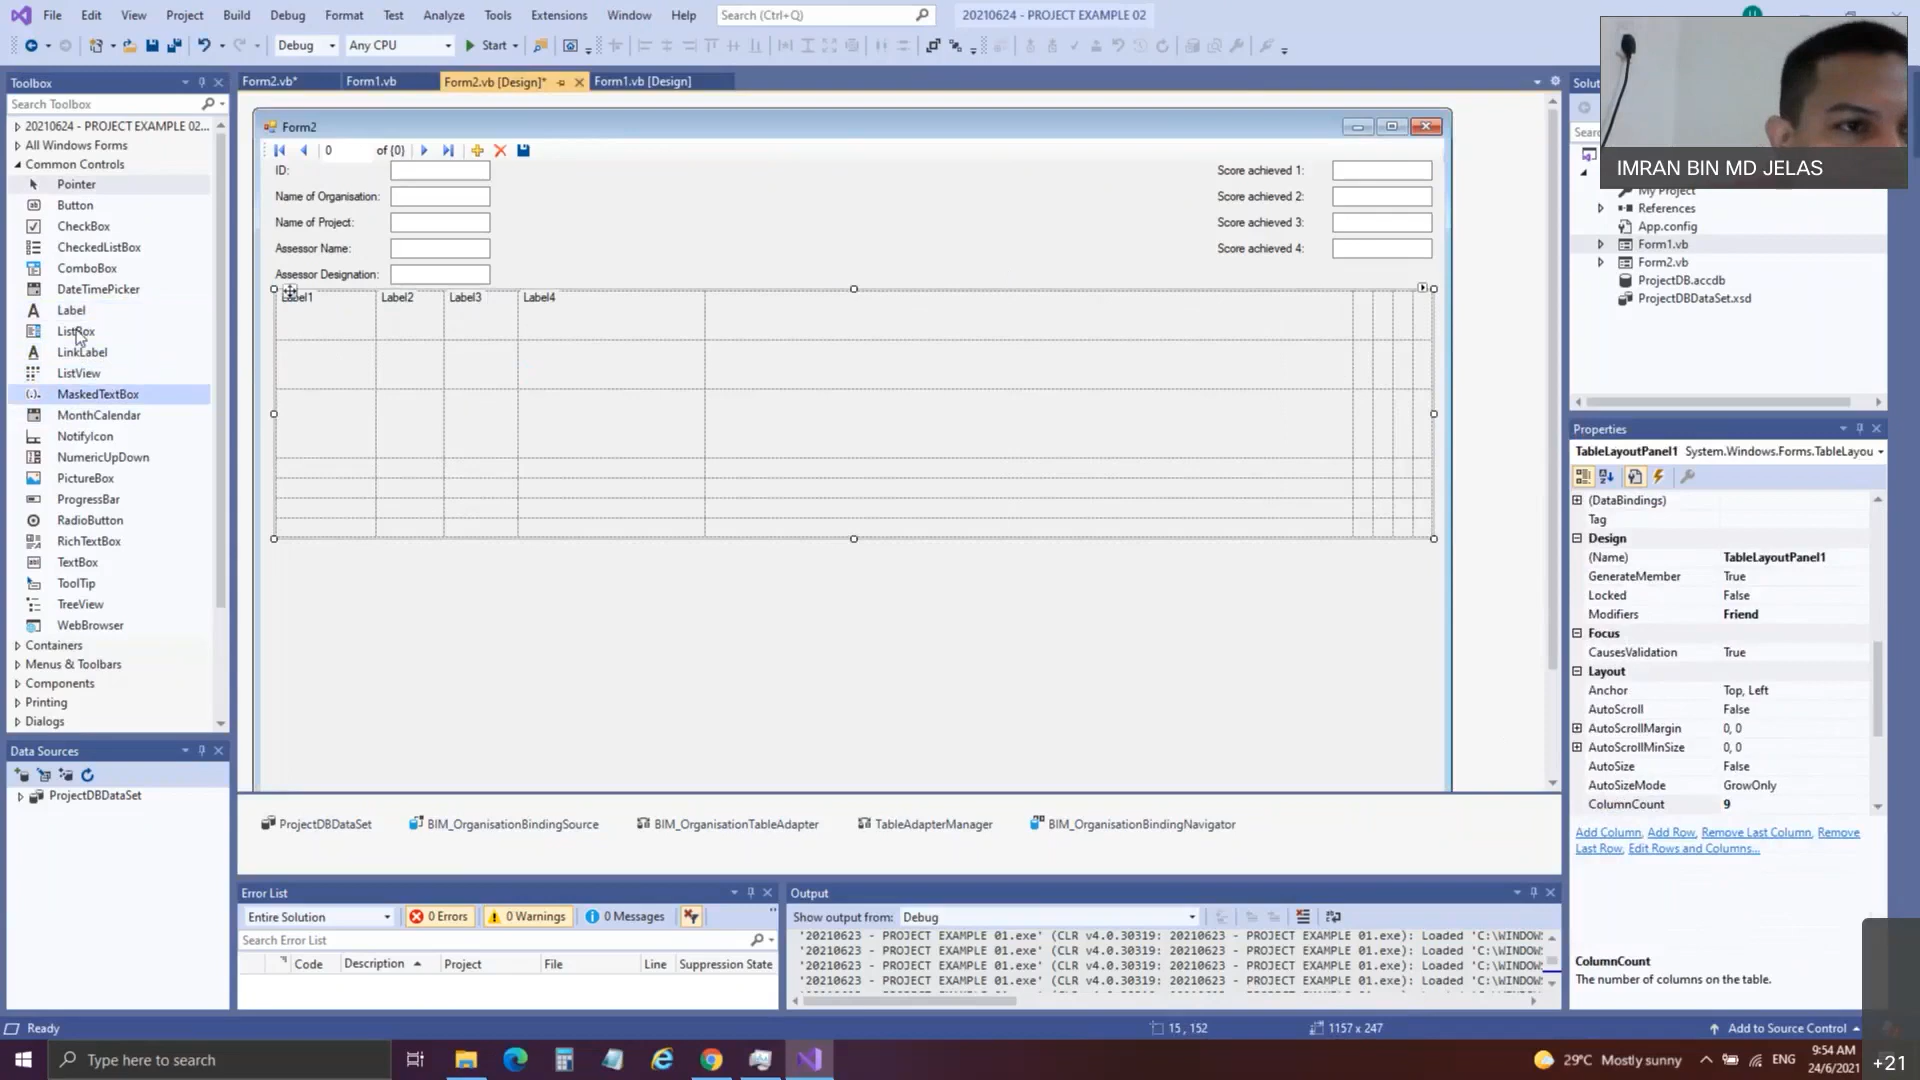 File Edit View Project Build Debug Format Test Analyze Tools Extensions Window Help Search (Ctrl+Q) 20210624 - PROJECT EXAMPLE 02
Debug Any CPU Start
Toolbox
Search Toolbox
20210624 - PROJECT EXAMPLE 02...
All Windows Forms
Common Controls
Pointer
Button
CheckBox
CheckedListBox
ComboBox
DateTimePicker
Label
ListBox
LinkLabel
ListView
MaskedTextBox
MonthCalendar
NotifyIcon
NumericUpDown
PictureBox
ProgressBar
RadioButton
RichTextBox
TextBox
ToolTip
TreeView
WebBrowser
Containers
Menus & Toolbars
Components
Printing
Dialogs
Data Sources
ProjectDBDataSet
Form2.vb* Form1.vb Form2.vb [Design]* Form1.vb [Design]
Form2
0 of {0}
ID:
Name of Organisation:
Name of Project:
Assessor Name:
Assessor Designation:
Score achieved 1:
Score achieved 2:
Score achieved 3:
Score achieved 4:
Label1 Label2 Label3 Label4
ProjectDBDataSet BIM_OrganisationBindingSource BIM_OrganisationTableAdapter TableAdapterManager BIM_OrganisationBindingNavigator
Error List
Entire Solution 0 Errors 0 Warnings 0 Messages
Search Error List
Code Description Project File Line Suppression State
Output
Show output from: Debug
'20210623 - PROJECT EXAMPLE 01.exe' (CLR v4.0.30319: 20210623 - PROJECT EXAMPLE 01.exe): Loaded 'C:\WINDOW
'20210623 - PROJECT EXAMPLE 01.exe' (CLR v4.0.30319: 20210623 - PROJECT EXAMPLE 01.exe): Loaded 'C:\WINDOW
'20210623 - PROJECT EXAMPLE 01.exe' (CLR v4.0.30319: 20210623 - PROJECT EXAMPLE 01.exe): Loaded 'C:\WINDOW
'20210623 - PROJECT EXAMPLE 01.exe' (CLR v4.0.30319: 20210623 - PROJECT EXAMPLE 01.exe): Loaded 'C:\WINDOW
Solut
Sear
IMRAN BIN MD JELAS
My Project
References
App.config
Form1.vb
Form2.vb
ProjectDB.accdb
ProjectDBDataSet.xsd
Properties
TableLayoutPanel1 System.Windows.Forms.TableLayou
(DataBindings)
Tag
Design
(Name) TableLayoutPanel1
GenerateMember True
Locked False
Modifiers Friend
Focus
CausesValidation True
Layout
Anchor Top, Left
AutoScroll False
AutoScrollMargin 0, 0
AutoScrollMinSize 0, 0
AutoSize False
AutoSizeMode GrowOnly
ColumnCount 9
Add Column, Add Row, Remove Last Column, Remove
Last Row, Edit Rows and Columns...
ColumnCount
The number of columns on the table.
Ready 15 , 152 1157 x 247 Add to Source Control
Type here to search 29°C Mostly sunny ENG 9:54 AM
24/6/2021
+21